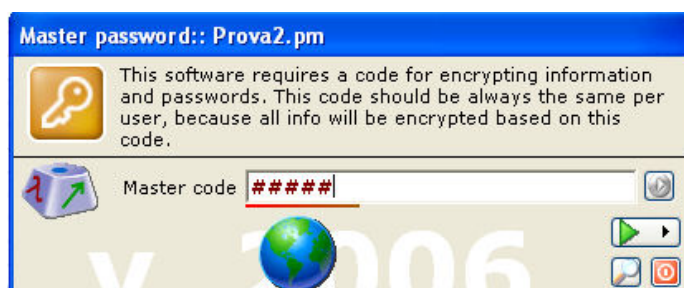 Master password:: Prova2.pm
This software requires a code for encrypting information
and passwords. This code should be always the same per
user, because all info will be encrypted based on this
code.
Master code #####
v 2006